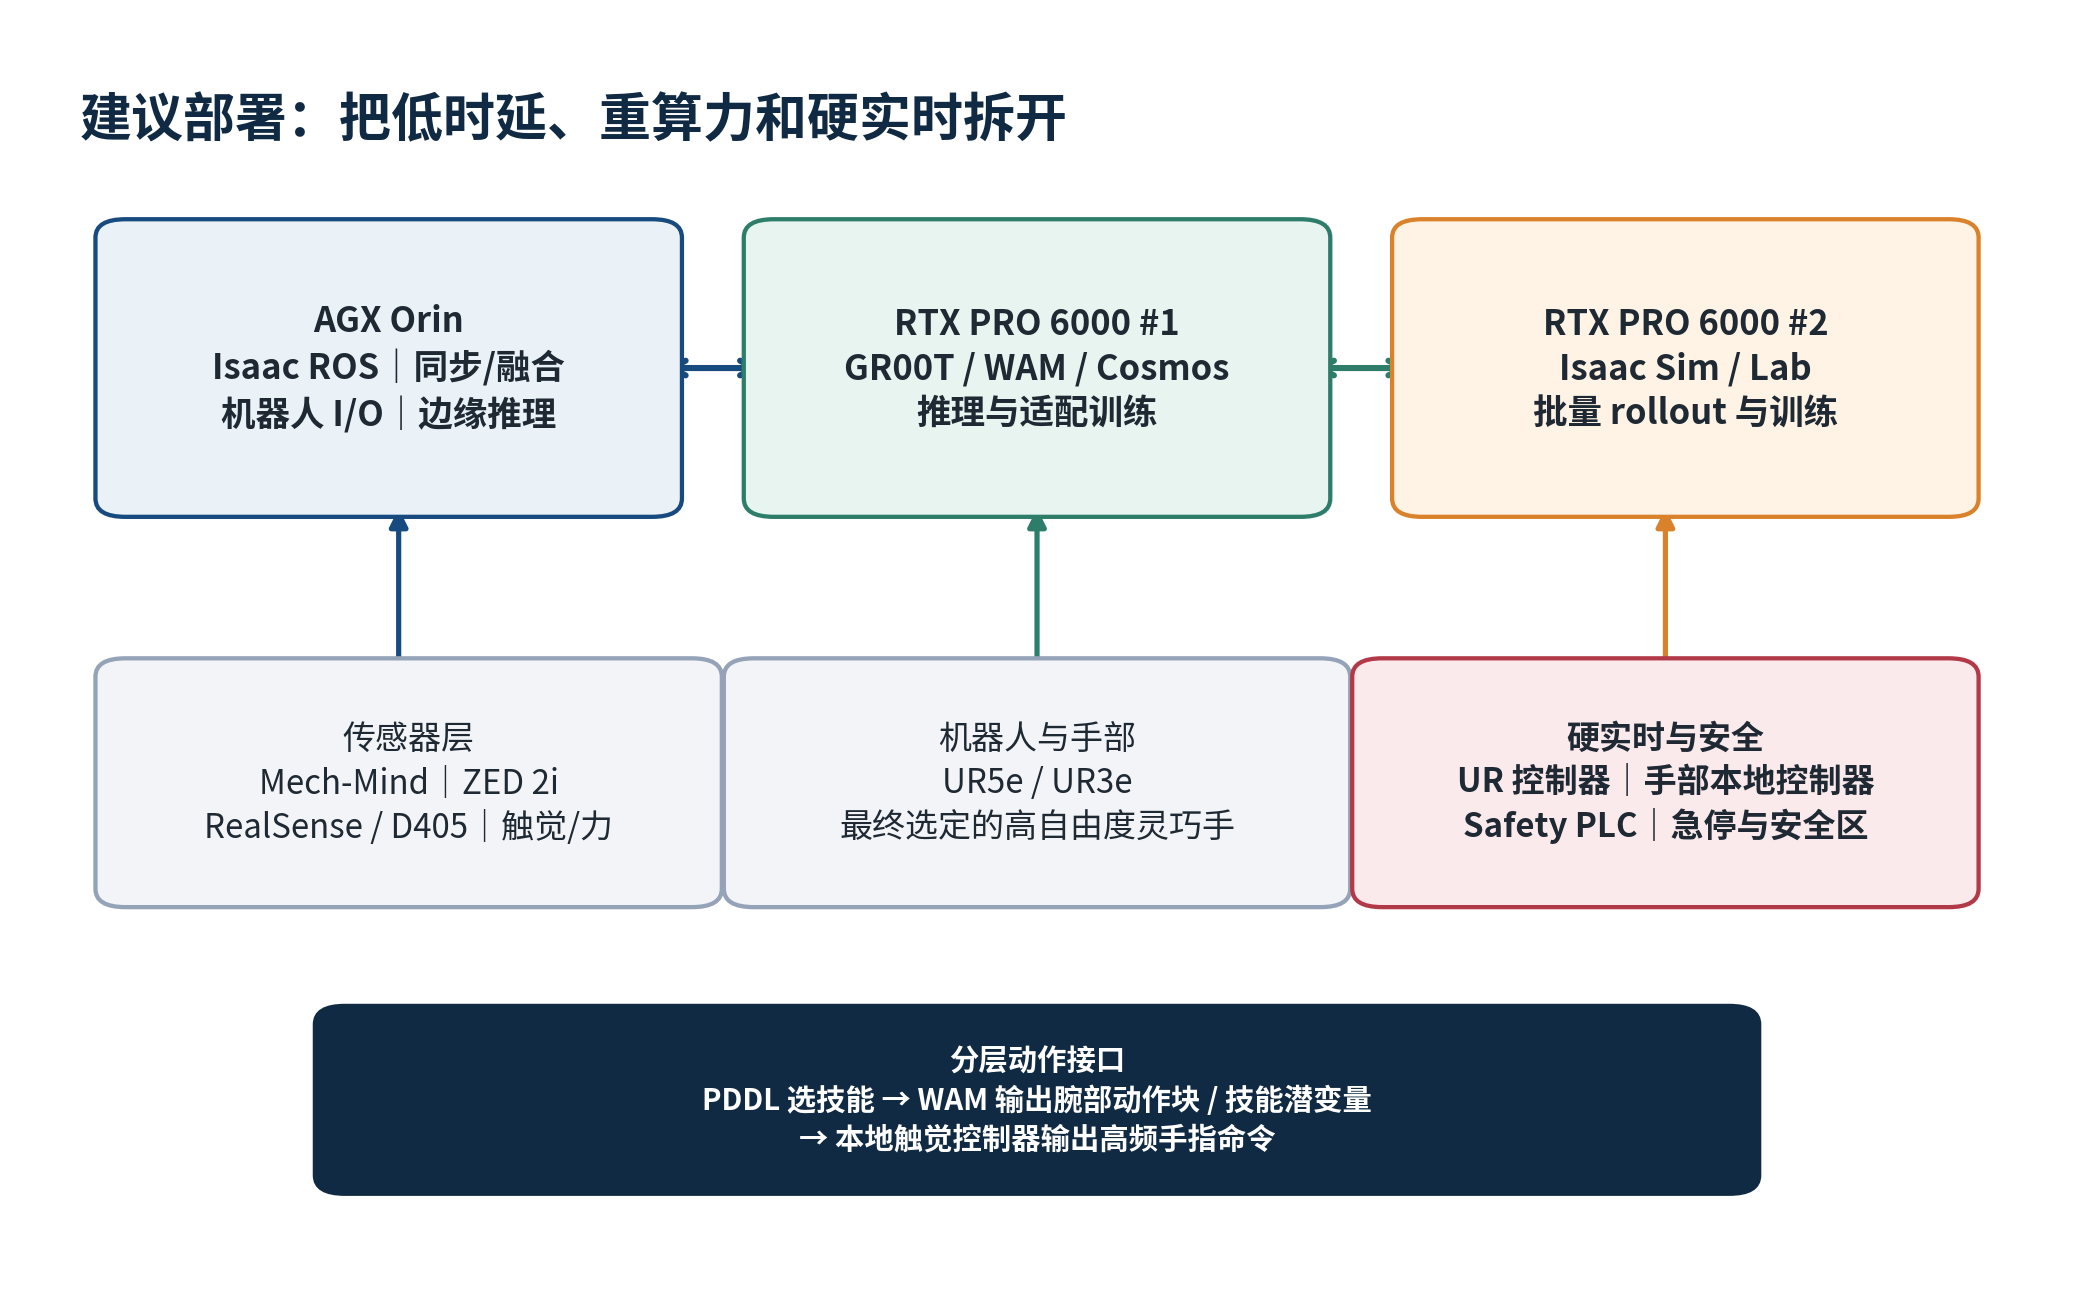 建议部署：把低时延、重算力和硬实时拆开
AGX Orin
Isaac ROS｜同步/融合
机器人 I/O｜边缘推理
RTX PRO 6000 #1
GR00T / WAM / Cosmos
推理与适配训练
RTX PRO 6000 #2
Isaac Sim / Lab
批量 rollout 与训练
传感器层
Mech-Mind｜ZED 2i
RealSense / D405｜触觉/力
机器人与手部
UR5e / UR3e
最终选定的高自由度灵巧手
硬实时与安全
UR 控制器｜手部本地控制器
Safety PLC｜急停与安全区
分层动作接口
PDDL 选技能 → WAM 输出腕部动作块 / 技能潜变量
→ 本地触觉控制器输出高频手指命令